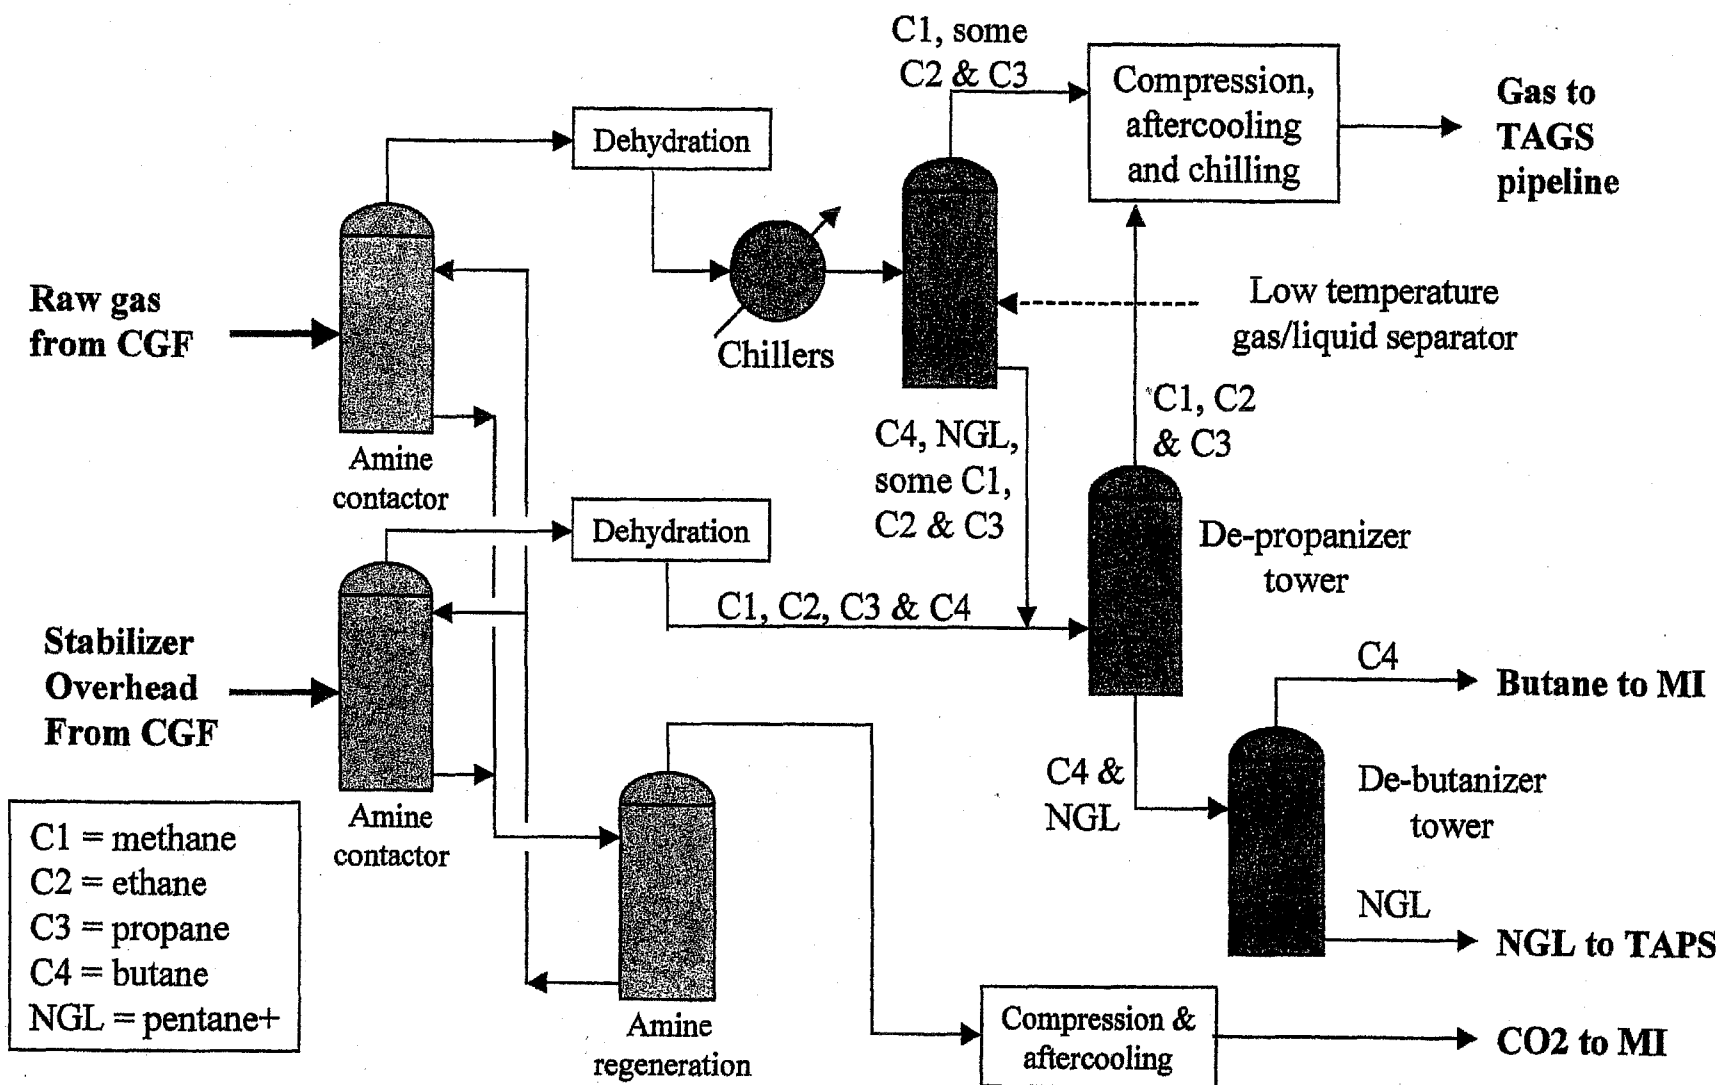 C1, some
C2 & C3
Compression,
aftercooling
and chilling
Gas to
TAGS
pipeline
Dehydration
Raw gas
from CGF
Chillers
Low temperature
gas/liquid separator
Amine
contactor
C4, NGL,
some C1,
C2 & C3
C1, C2
& C3
Dehydration
De-propanizer
tower
C1, C2, C3 & C4
Stabilizer
Overhead
From CGF
C4
Butane to MI
C4 &
NGL
De-butanizer
tower
Amine
contactor
C1 = methane
C2 = ethane
C3 = propane
C4 = butane
NGL = pentane+
NGL
NGL to TAPS
Amine
regeneration
Compression &
aftercooling
CO2 to MI